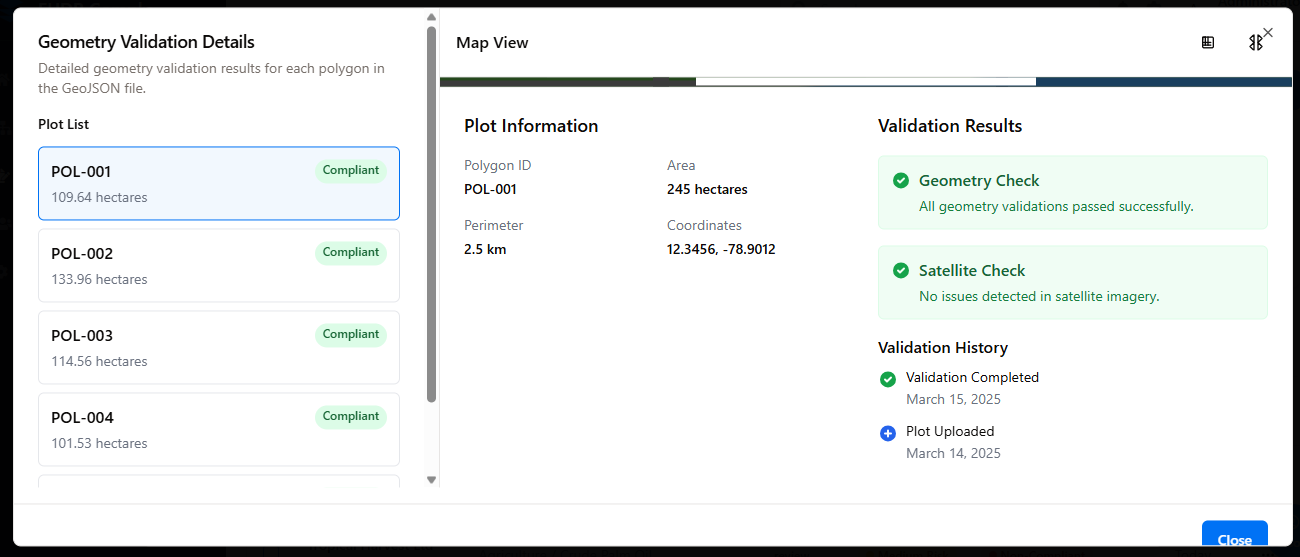 Geometry Validation Details
Detailed geometry validation results for each polygon in
the GeoJSON file.
Plot List
POL-001
Compliant
109.64 hectares
POL-002
Compliant
133.96 hectares
POL-003
Compliant
114.56 hectares
POL-004
Compliant
101.53 hectares
Map View
Plot Information
Polygon ID
POL-001
Area
245 hectares
Perimeter
2.5 km
Coordinates
12.3456, -78.9012
Validation Results
Geometry Check
All geometry validations passed successfully.
Satellite Check
No issues detected in satellite imagery.
Validation History
Validation Completed
March 15, 2025
Plot Uploaded
March 14, 2025
Close